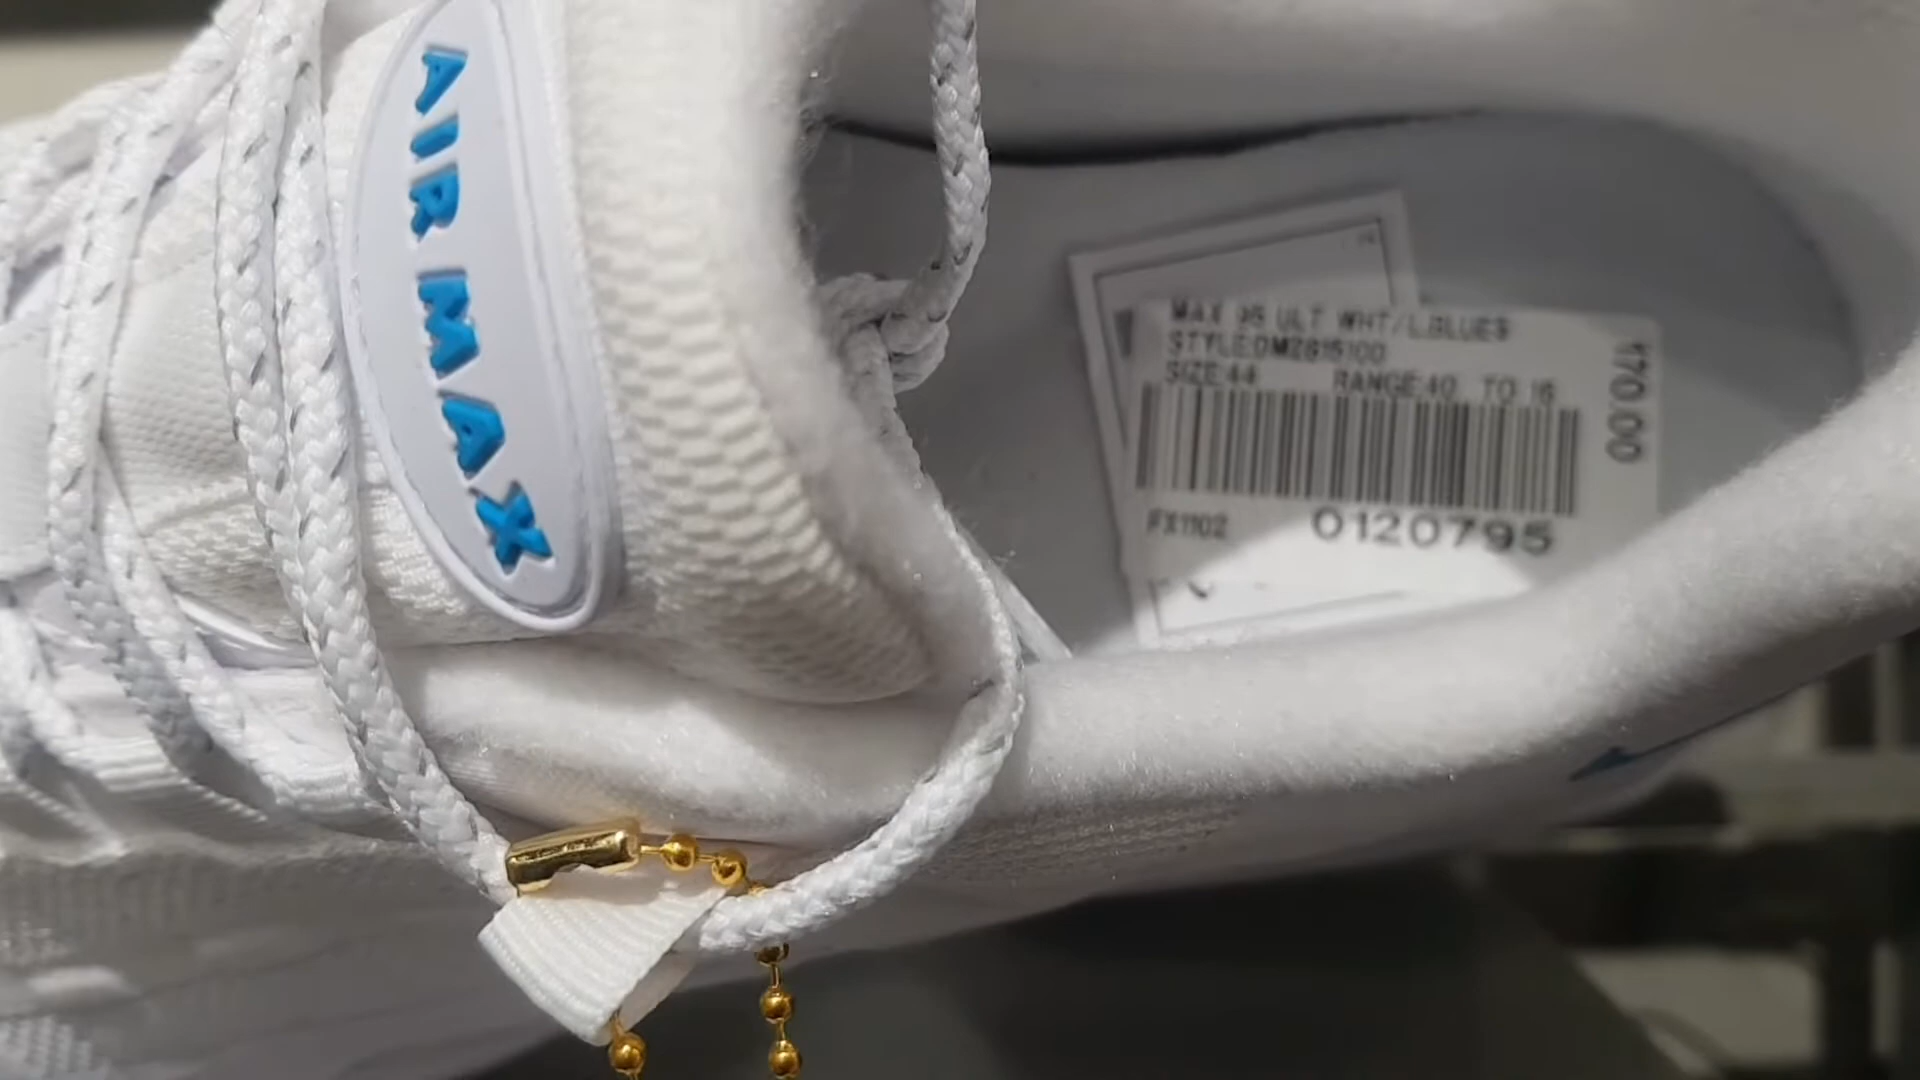 AIR MAX
MAX 95 ULT WHT/LBLUES
STYLE:DM2815100
SIZE:44 RANGE:40 TO 16
170.00
FX1102
0120795